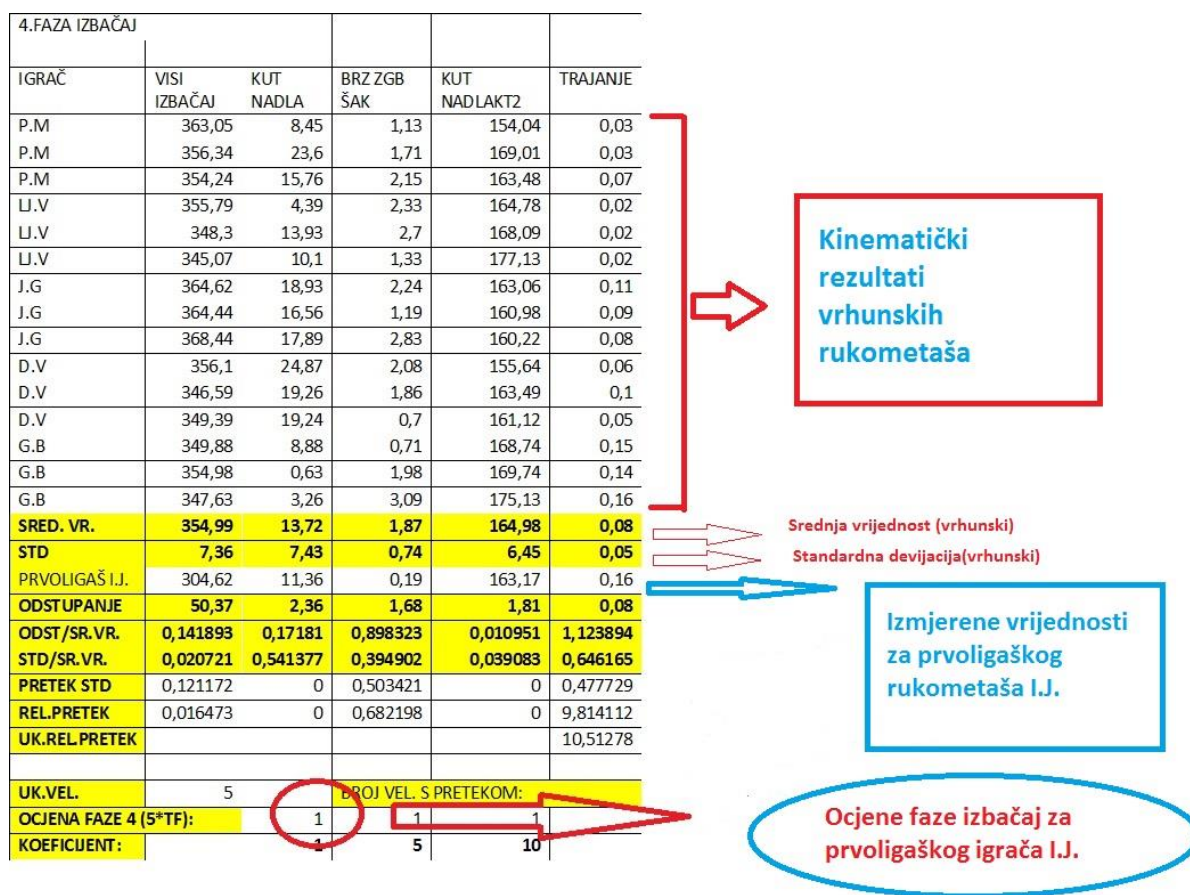 4.FAZA IZBAČAJ
IGRAČ VISI IZBAČAJ KUT NADLA BRZ ZGB ŠAK KUT NADLAKT2 TRAJANJE
P.M 363,05 8,45 1,13 154,04 0,03
P.M 356,34 23,6 1,71 169,01 0,03
P.M 354,24 15,76 2,15 163,48 0,07
LJ.V 355,79 4,39 2,33 164,78 0,02
LJ.V 348,3 13,93 2,7 168,09 0,02
LJ.V 345,07 10,1 1,33 177,13 0,02
J.G 364,62 18,93 2,24 163,06 0,11
J.G 364,44 16,56 1,19 160,98 0,09
J.G 368,44 17,89 2,83 160,22 0,08
D.V 356,1 24,87 2,08 155,64 0,06
D.V 346,59 19,26 1,86 163,49 0,1
D.V 349,39 19,24 0,7 161,12 0,05
G.B 349,88 8,88 0,71 168,74 0,15
G.B 354,98 0,63 1,98 169,74 0,14
G.B 347,63 3,26 3,09 175,13 0,16
SRED. VR. 354,99 13,72 1,87 164,98 0,08
STD 7,36 7,43 0,74 6,45 0,05
PRVOLIGAŠ I.J. 304,62 11,36 0,19 163,17 0,16
ODSTUPANJE 50,37 2,36 1,68 1,81 0,08
ODST/SR.VR. 0,141893 0,17181 0,898323 0,010951 1,123894
STD/SR.VR. 0,020721 0,541377 0,394902 0,039083 0,646165
PRETEK STD 0,121172 0 0,503421 0 0,477729
REL.PRETEK 0,016473 0 0,682198 0 9,814112
UK.REL.PRETEK 10,51278
UK.VEL. 5 BROJ VEL. S PRETEKOM:
OCJENA FAZE 4 (5*TF): 1 1 1
KOEFICIJENT: 1 5 10
Kinematički
rezultati
vrhunskih
rukometaša
Srednja vrijednost (vrhunski)
Standardna devijacija(vrhunski)
Izmjerene vrijednosti
za prvoligaškog
rukometaša I.J.
Ocjene faze izbačaj za
prvoligaškog igrača I.J.